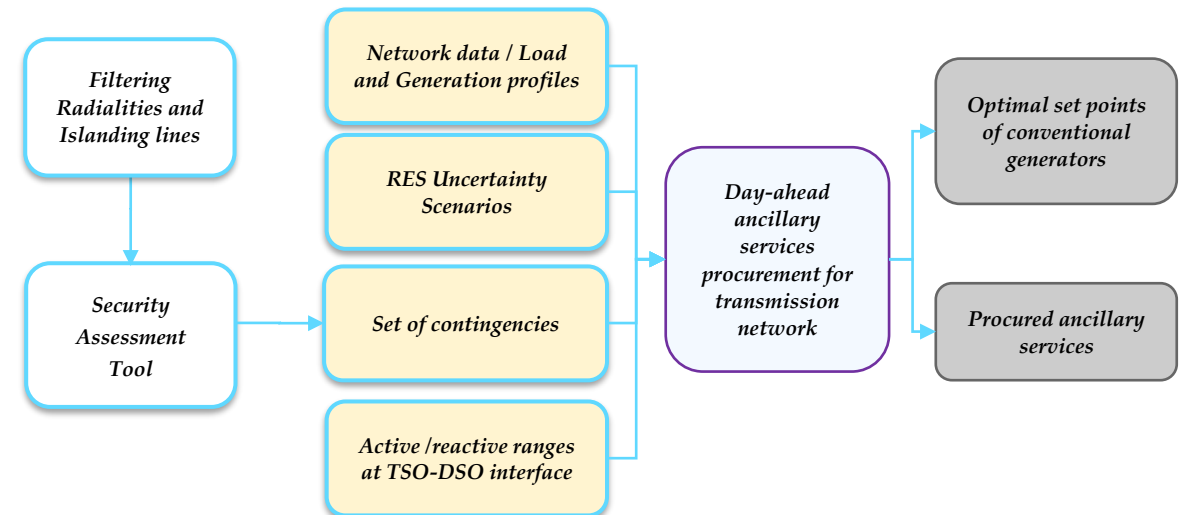 Filtering
Radialities and
Islanding lines
Security
Assessment
Tool
Network data / Load
and Generation profiles
RES Uncertainty
Scenarios
Set of contingencies
Active /reactive ranges
at TSO-DSO interface
Day-ahead
ancillary
services
procurement for
transmission
network
Optimal set points
of conventional
generators
Procured ancillary
services